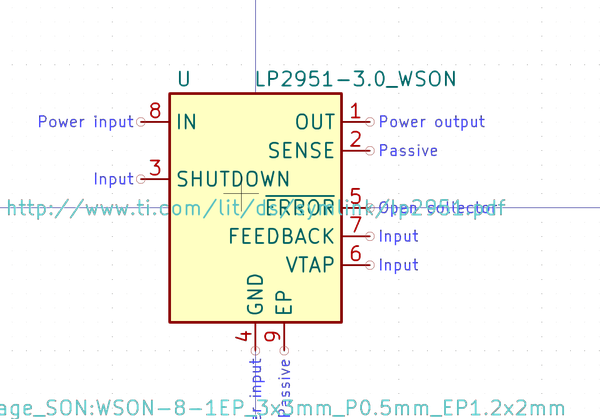 U LP2951-3.0_WSON
Power input 8 IN OUT 1 Power output
SENSE 2 Passive
Input 3 SHUTDOWN
http://www.ti.com/lit/ds/symlink/lp2951.pdf
ERROR 5 Open collector
FEEDBACK 7 Input
VTAP 6 Input
GND EP
4 9
er input Passive
age_SON:WSON-8-1EP_3x3mm_P0.5mm_EP1.2x2mm